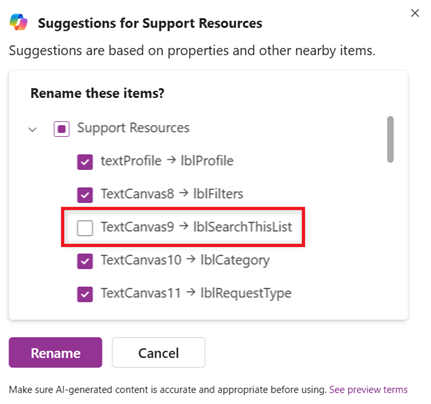 Suggestions for Support Resources
Suggestions are based on properties and other nearby items.
Rename these items?
Support Resources
textProfile → lblProfile
TextCanvas8 → lblFilters
TextCanvas9 → lblSearchThisList
TextCanvas10 → lblCategory
TextCanvas11 → lblRequestType
Rename Cancel
Make sure AI-generated content is accurate and appropriate before using. See preview terms